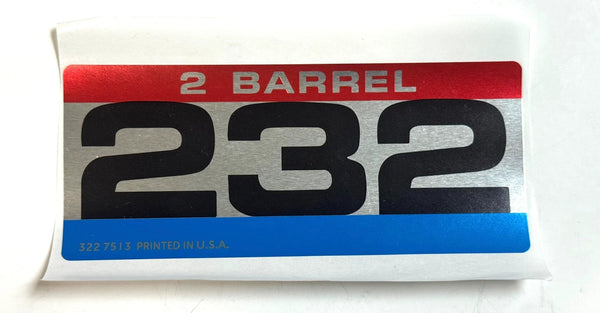 2 BARREL
232
322 7513 PRINTED IN U.S.A.